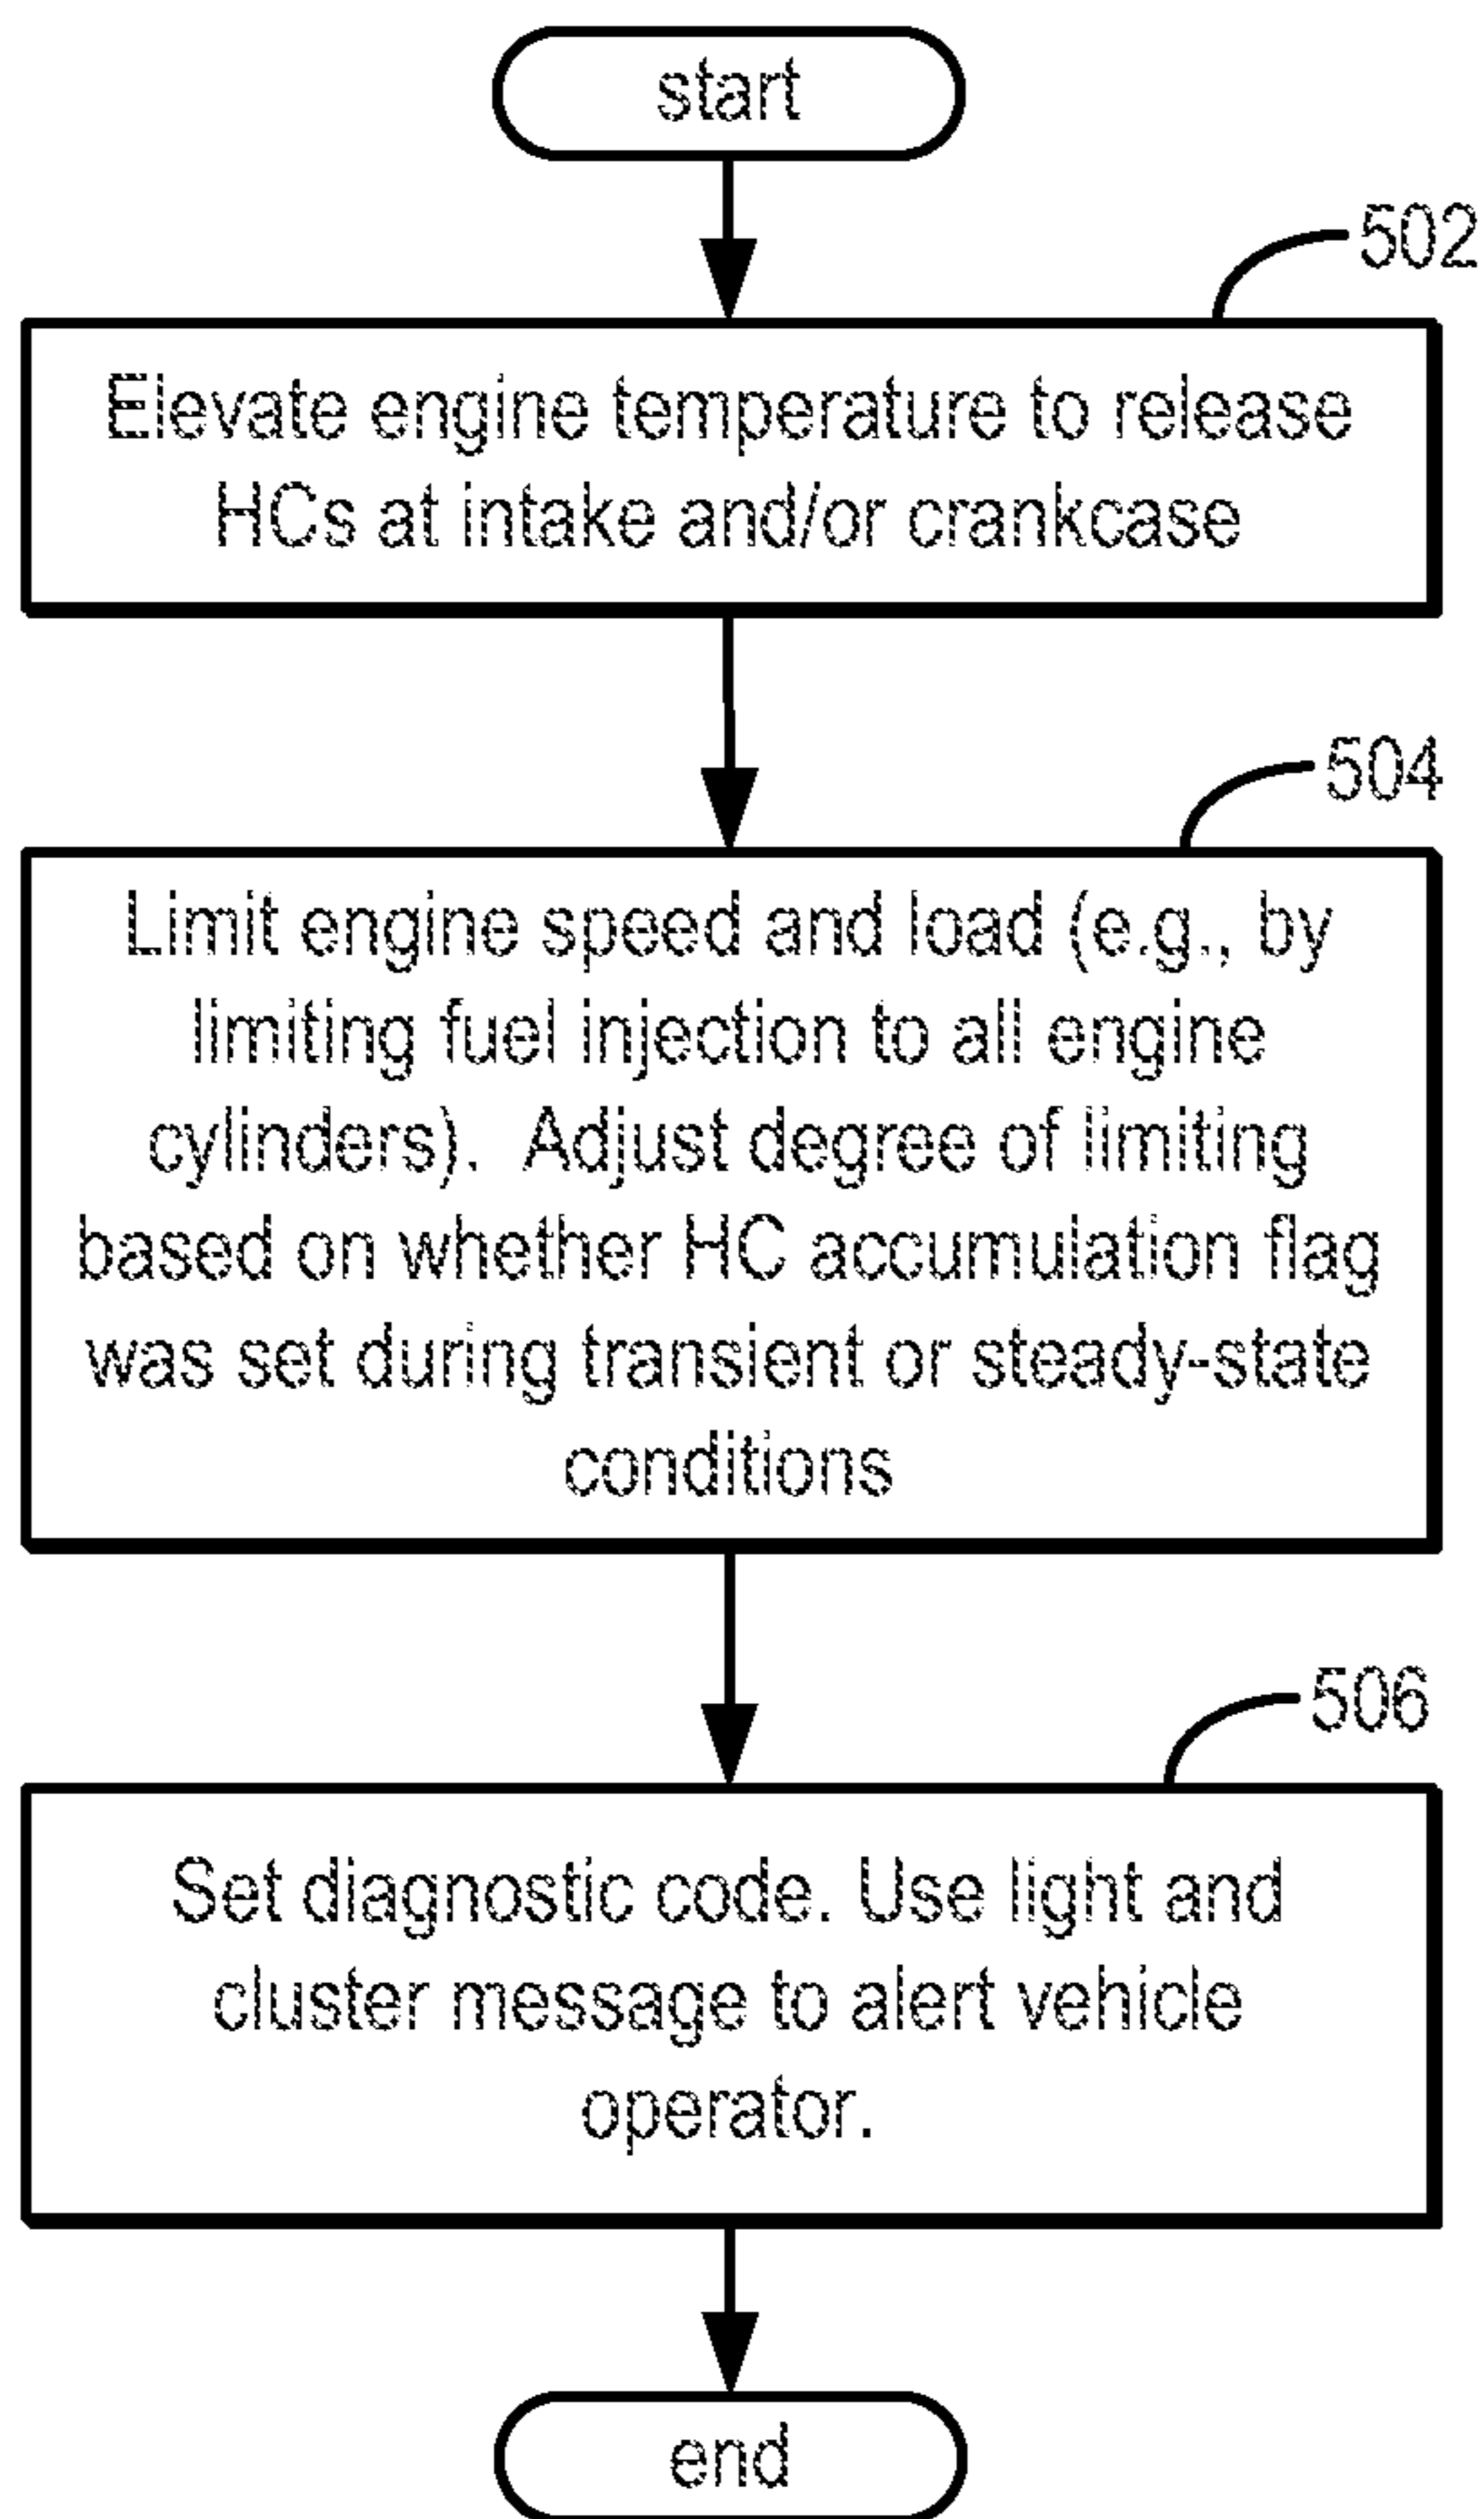 start
502
Elevate engine temperature to release
HCs at intake and/or crankcase
504
Limit engine speed and load (e.g., by
limiting fuel injection to all engine
cylinders).  Adjust degree of limiting
based on whether HC accumulation flag
was set during transient or steady-state
conditions
506
Set diagnostic code. Use light and
cluster message to alert vehicle
operator.
end